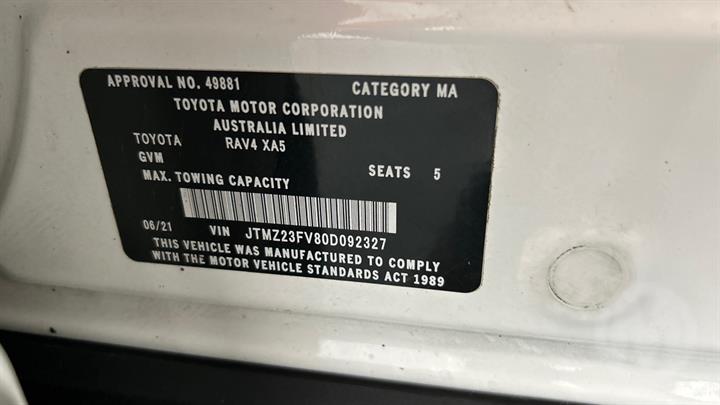 APPROVAL NO. 49881 CATEGORY MA
TOYOTA MOTOR CORPORATION
AUSTRALIA LIMITED
TOYOTA RAV4 XA5
GVM SEATS 5
MAX. TOWING CAPACITY
06/21 VIN JTMZ23FV80D092327
THIS VEHICLE WAS MANUFACTURED TO COMPLY
WITH THE MOTOR VEHICLE STANDARDS ACT 1989